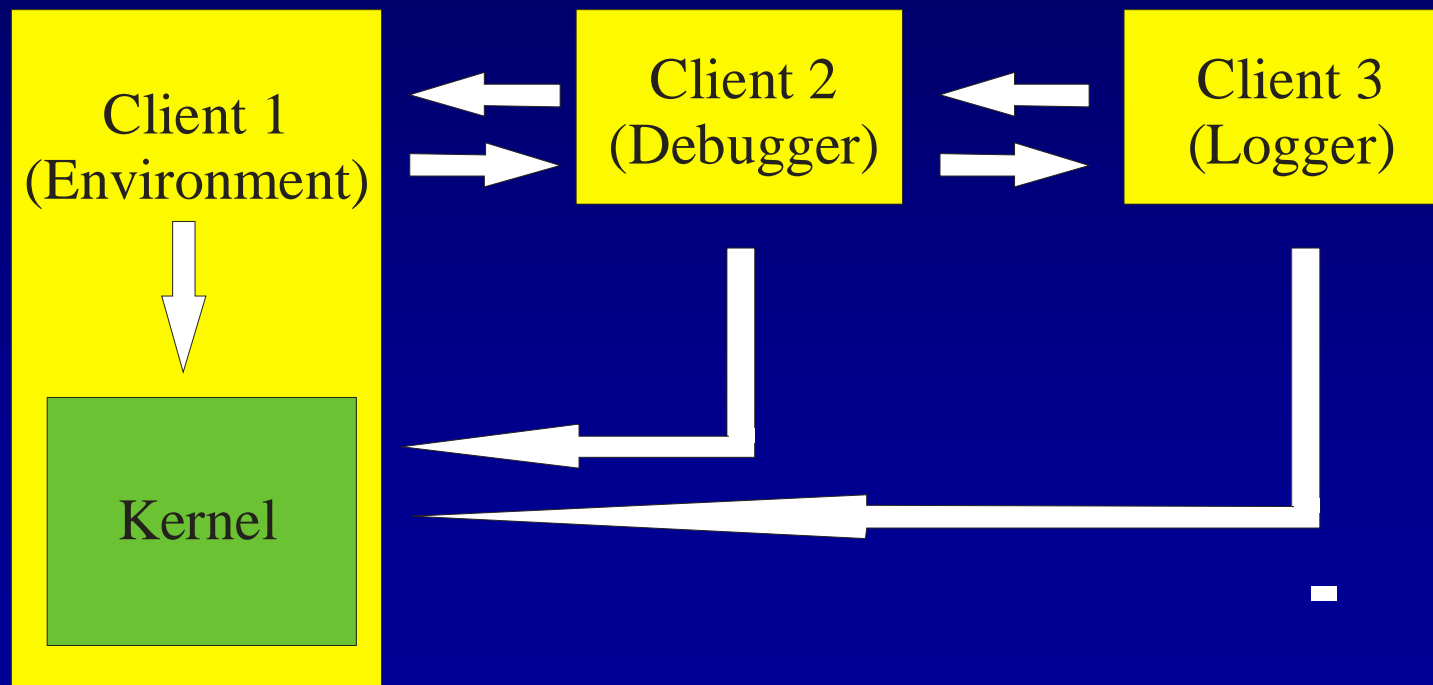 Client 1
(Environment)
Client 2
(Debugger)
Client 3
(Logger)
Kernel